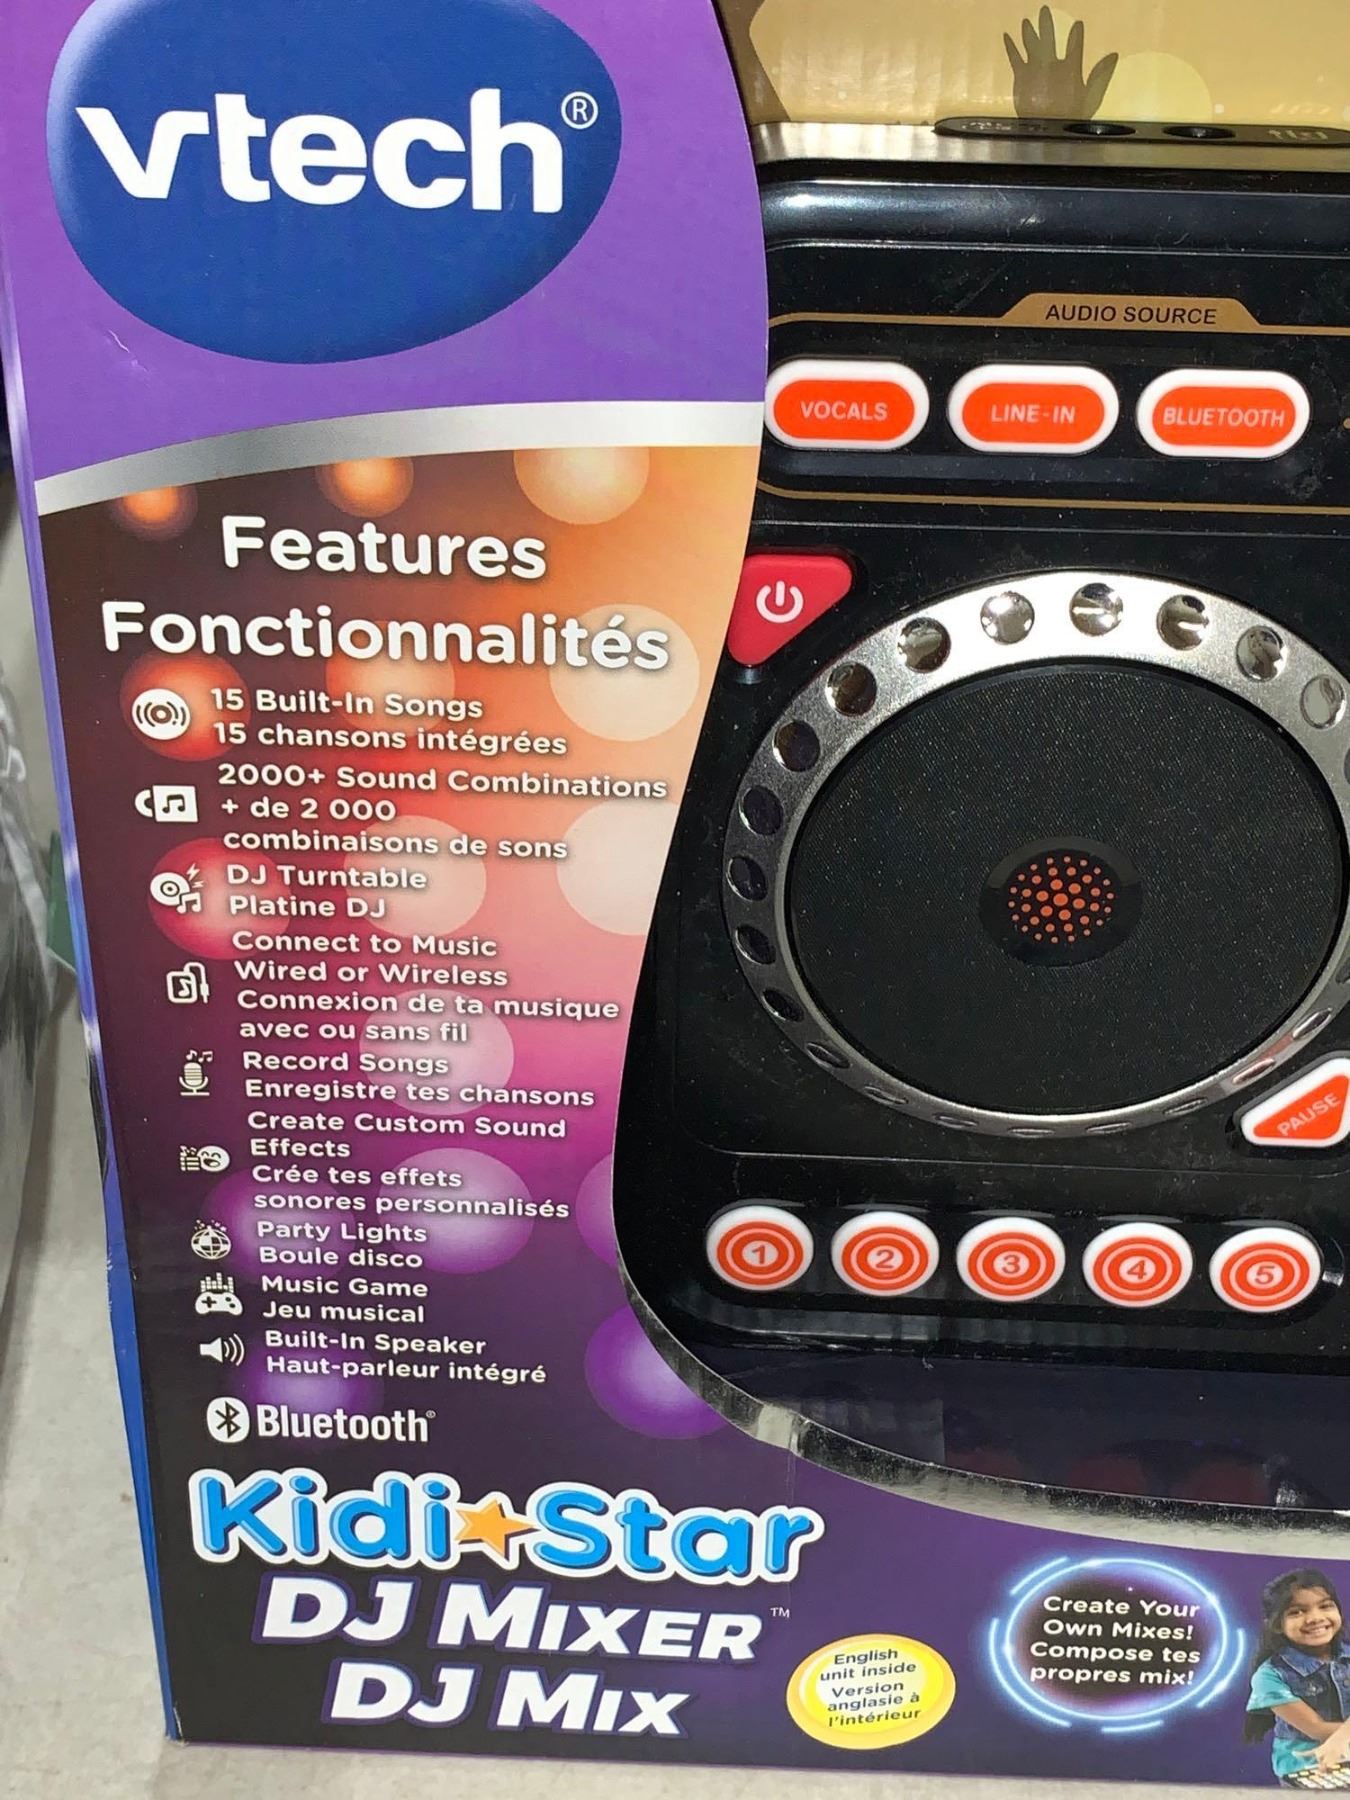 vtech®
AUDIO SOURCE
VOCALS
LINE-IN
BLUETOOTH
Features
Fonctionnalités
15 Built-In Songs
15 chansons intégrées
2000+ Sound Combinations
+ de 2 000
combinaisons de sons
DJ Turntable
Platine DJ
Connect to Music
Wired or Wireless
Connexion de ta musique
avec ou sans fil
Record Songs
Enregistre tes chansons
Create Custom Sound
Effects
Crée tes effets
sonores personnalisés
Party Lights
Boule disco
Music Game
Jeu musical
Built-In Speaker
Haut-parleur intégré
Bluetooth®
PAUSE
1
2
3
4
5
Kidi Star
DJ MIXER™
DJ MIX
English
unit inside
Version
anglasie à
l'intérieur
Create Your
Own Mixes!
Compose tes
propres mix!